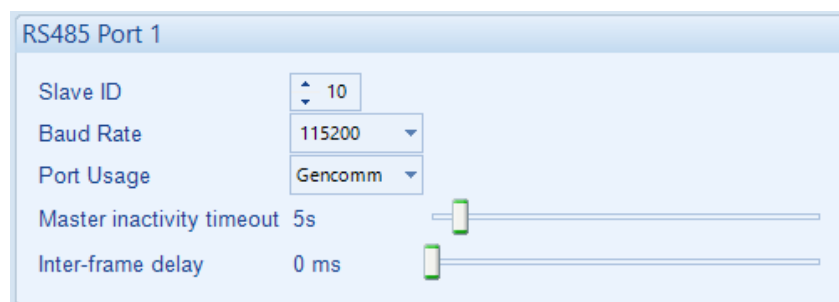 RS485 Port 1
Slave ID 10
Baud Rate 115200
Port Usage Gencomm
Master inactivity timeout 5s
Inter-frame delay 0 ms